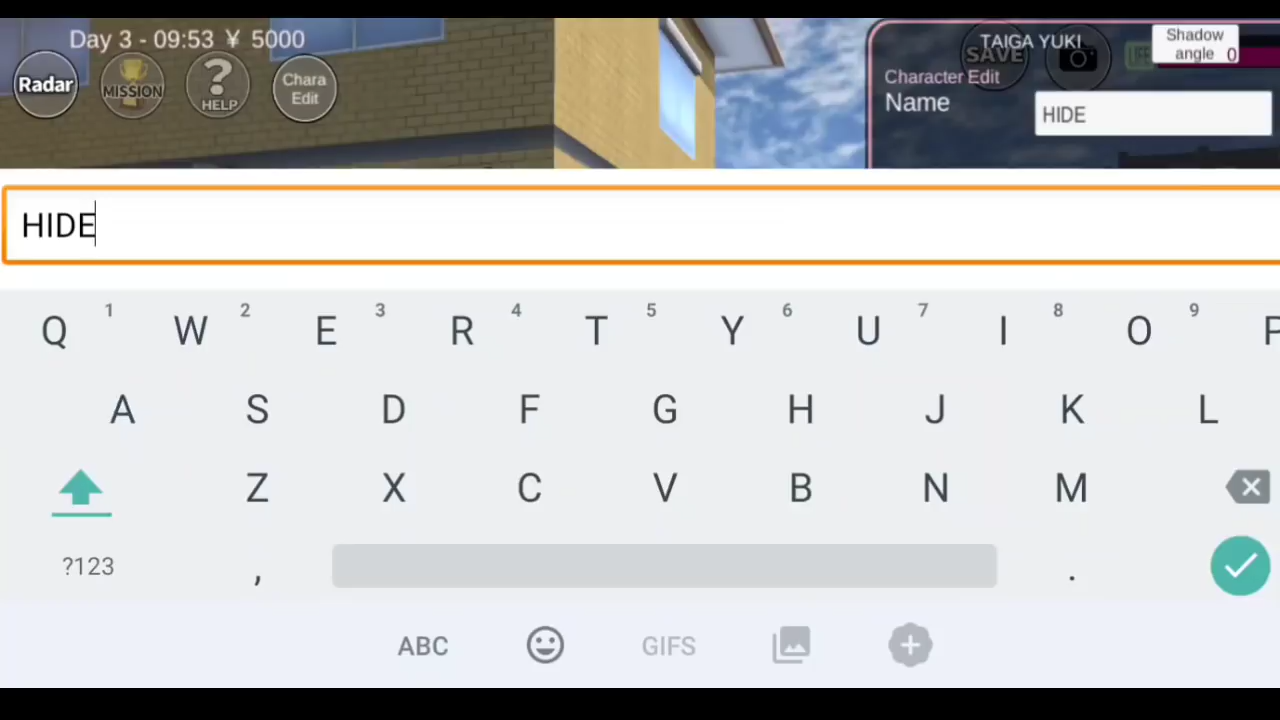 Day 3 - 09:53 ¥ 5000
Radar
MISSION
?
HELP
Chara
Edit
SAVE
TAIGA YUKI
LIFE
Shadow
angle 0
Character Edit
Name
HIDE
HIDE
1 2 3 4 5 6 7 8 9
Q W E R T Y U I O P
A S D F G H J K L
Z X C V B N M
?123 , .
ABC GIFS